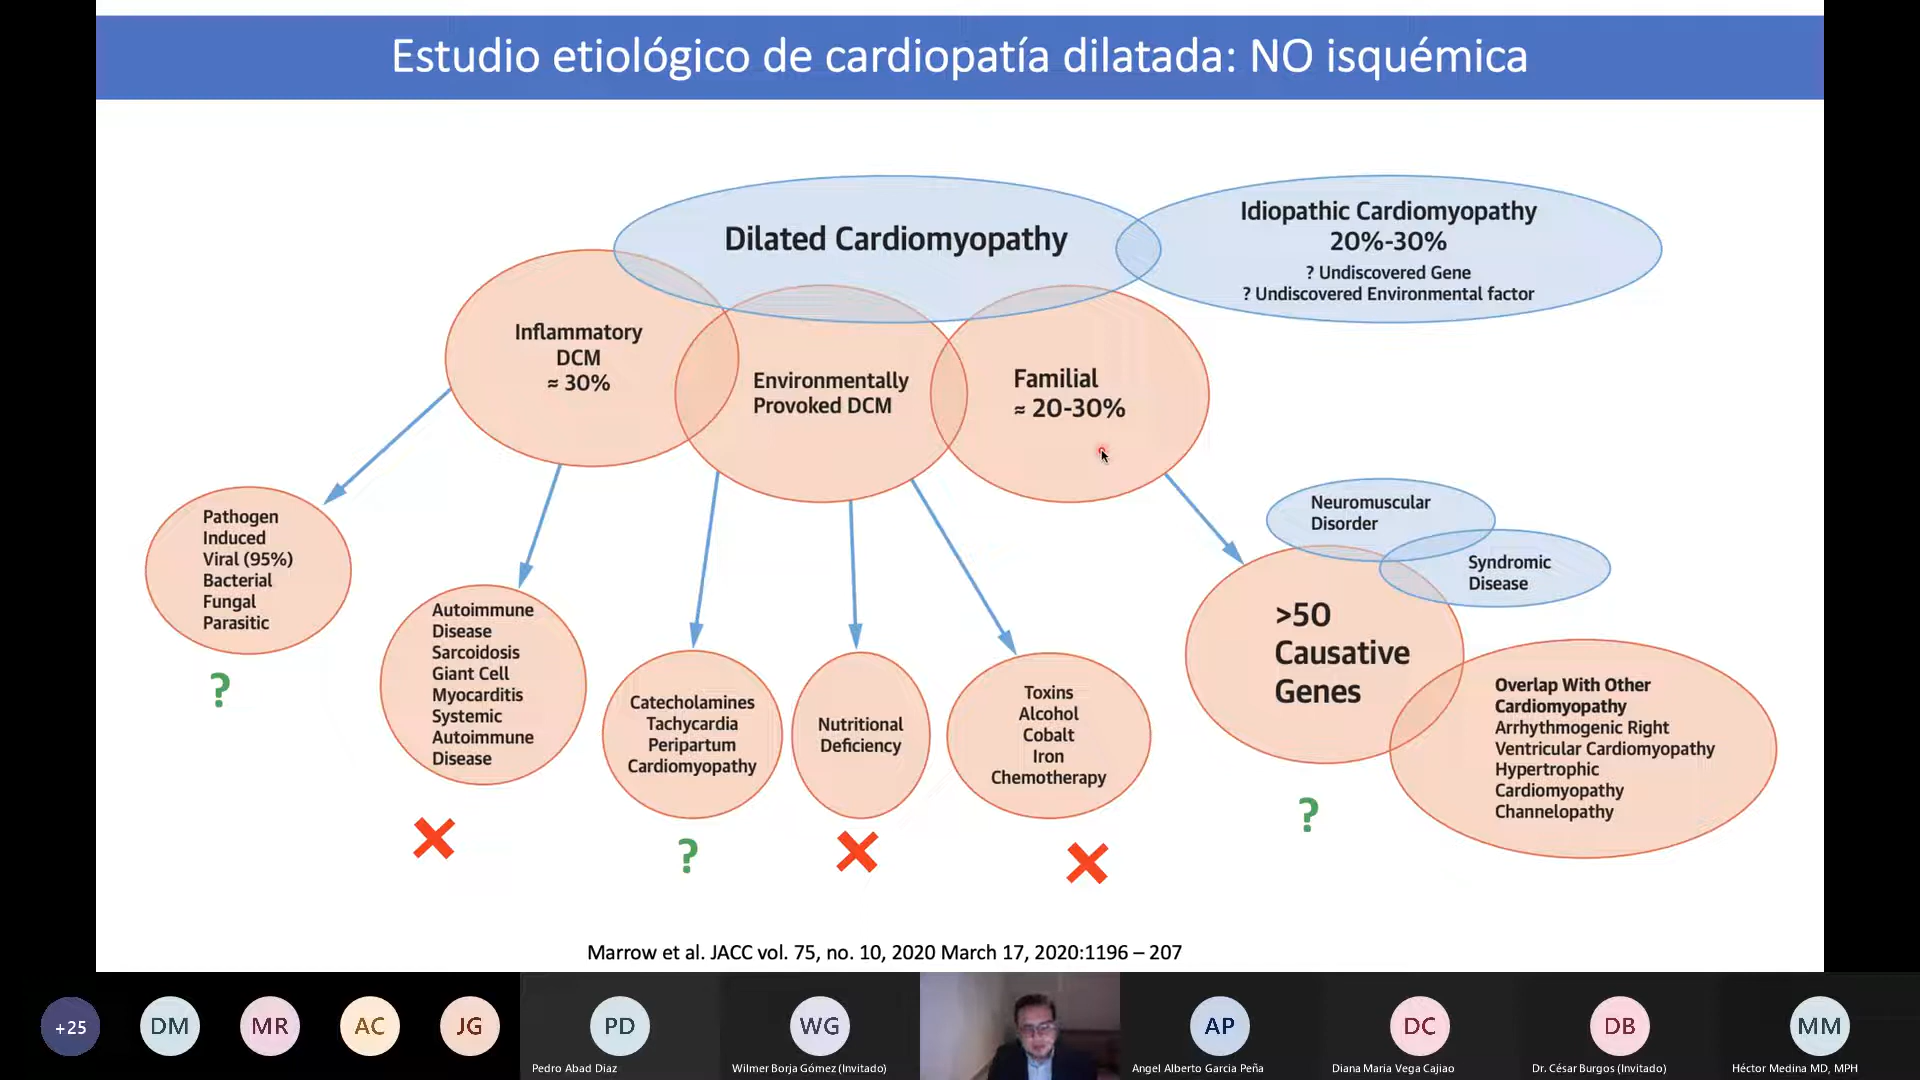 Estudio etiológico de cardiopatía dilatada: NO isquémica
Dilated Cardiomyopathy
Idiopathic Cardiomyopathy
20%-30%
? Undiscovered Gene
? Undiscovered Environmental factor
Inflammatory
DCM
≈ 30%
Environmentally
Provoked DCM
Familial
≈ 20-30%
Pathogen
Induced
Viral (95%)
Bacterial
Fungal
Parasitic
?
Autoimmune
Disease
Sarcoidosis
Giant Cell
Myocarditis
Systemic
Autoimmune
Disease
Catecholamines
Tachycardia
Peripartum
Cardiomyopathy
?
Nutritional
Deficiency
Toxins
Alcohol
Cobalt
Iron
Chemotherapy
Neuromuscular
Disorder
Syndromic
Disease
>50
Causative
Genes
?
Overlap With Other
Cardiomyopathy
Arrhythmogenic Right
Ventricular Cardiomyopathy
Hypertrophic
Cardiomyopathy
Channelopathy
Marrow et al. JACC vol. 75, no. 10, 2020 March 17, 2020:1196 – 207
+25
DM
MR
AC
JG
PD
Pedro Abad Diaz
WG
Wilmer Borja Gómez (Invitado)
AP
Angel Alberto Garcia Peña
DC
Diana Maria Vega Cajiao
DB
Dr. César Burgos (Invitado)
MM
Héctor Medina MD, MPH